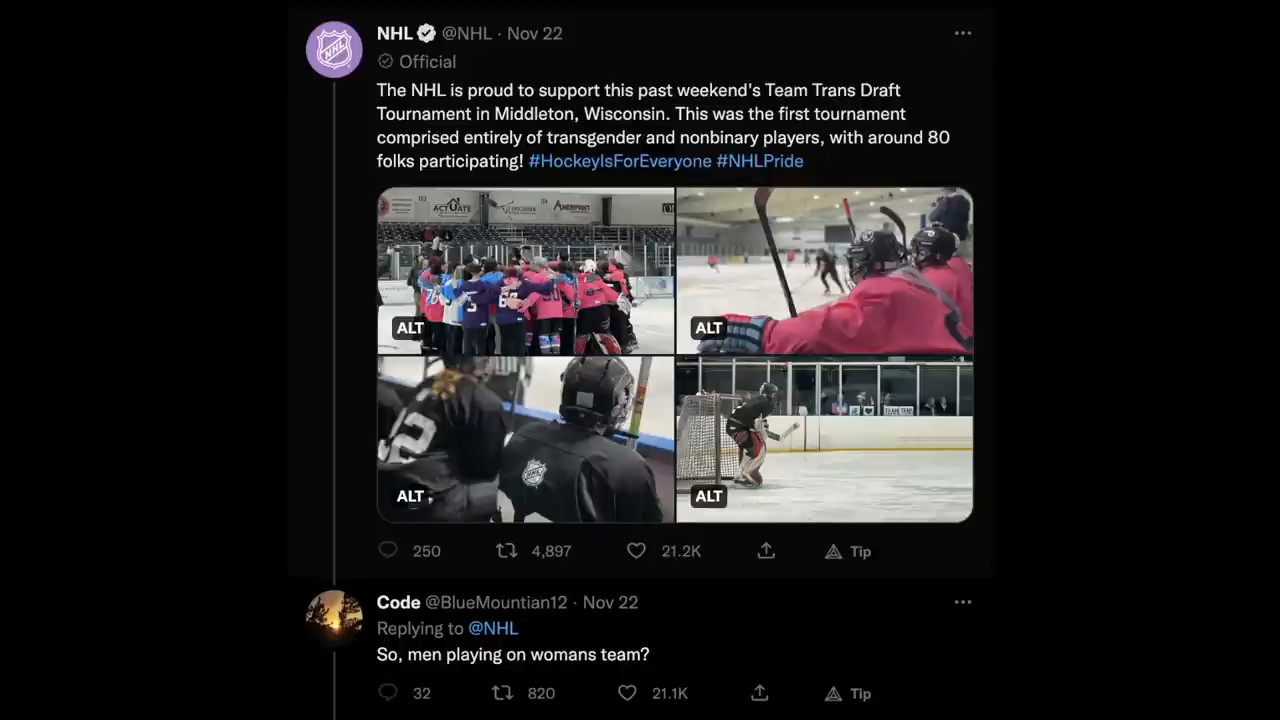 NHL @NHL · Nov 22
Official
The NHL is proud to support this past weekend's Team Trans Draft
Tournament in Middleton, Wisconsin. This was the first tournament
comprised entirely of transgender and nonbinary players, with around 80
folks participating! #HockeyIsForEveryone #NHLPride
ACTUATE
ALT
ALT
ALT
ALT
250 4,897 21.2K Tip
Code @BlueMountian12 · Nov 22
Replying to @NHL
So, men playing on womans team?
32 820 21.1K Tip